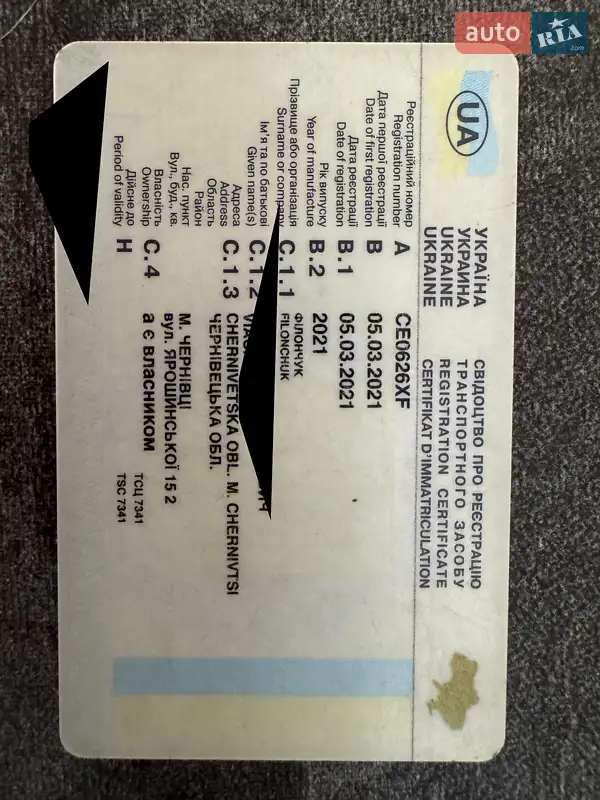 auto RIA.com
UA
УКРАЇНА
УКРАИНА
UKRAINE
UKRAINE
СВІДОЦТВО ПРО РЕЄСТРАЦІЮ
ТРАНСПОРТНОГО ЗАСОБУ
REGISTRATION CERTIFICATE
CERTIFIKAT D'IMMATRICULATION
Реєстраційний номер
Registration number A CE0626XF
Дата першої реєстрації
Date of first registration B 05.03.2021
Дата реєстрації
Date of registration B.1 05.03.2021
Рік випуску
Year of manufacture B.2 2021
Прізвище або організація
Surname or company C.1.1 ФІЛОНЧУК
FILONCHUK
Ім'я та по батькові
Given name(s) C.1.2
Адреса
Address C.1.3 CHERNIVETSKA OBL. M. CHERNIVTSI
Область ЧЕРНІВЕЦЬКА ОБЛ.
Район
Нас. пункт М. ЧЕРНІВЦІ
Вул., буд., кв. вул. ЯРОШИНСЬКОЇ 15 2
Власність
Ownership C.4 а є власником
Дійсне до
Period of validity H
ТСЦ 7341
TSC 7341